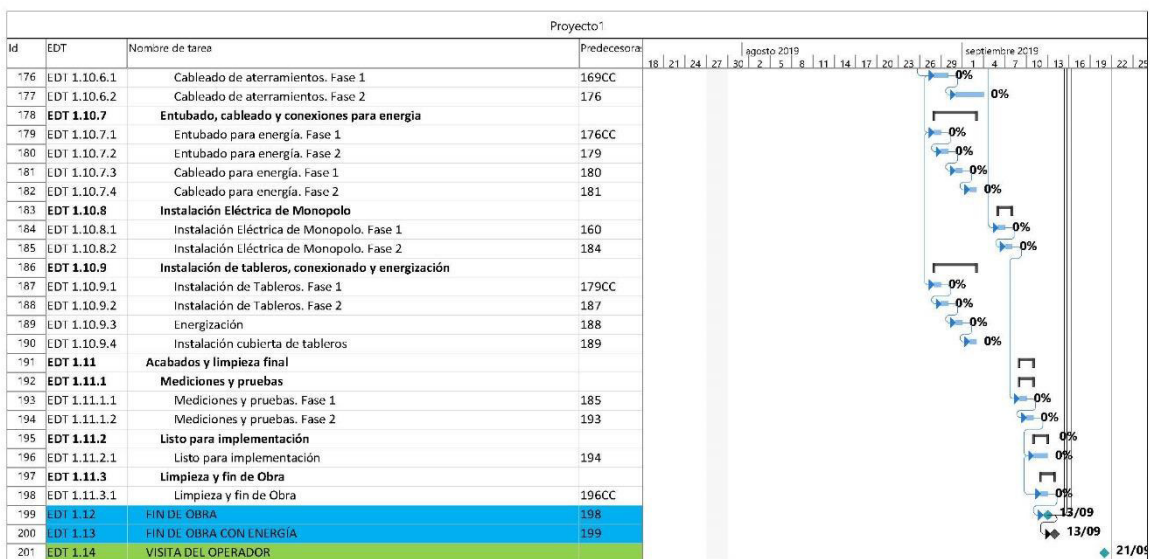 Proyecto1
Id EDT Nombre de tarea Predecesoras agosto 2019 septiembre 2019
18 21 24 27 30 2 5 8 11 14 17 20 23 26 29 1 4 7 10 13 16 19 22 25
176 EDT 1.10.6.1 Cableado de aterramientos. Fase 1 169CC 0%
177 EDT 1.10.6.2 Cableado de aterramientos. Fase 2 176 0%
178 EDT 1.10.7 Entubado, cableado y conexiones para energia
179 EDT 1.10.7.1 Entubado para energía. Fase 1 176CC 0%
180 EDT 1.10.7.2 Entubado para energía. Fase 2 179 0%
181 EDT 1.10.7.3 Cableado para energía. Fase 1 180 0%
182 EDT 1.10.7.4 Cableado para energía. Fase 2 181 0%
183 EDT 1.10.8 Instalación Eléctrica de Monopolo
184 EDT 1.10.8.1 Instalación Eléctrica de Monopolo. Fase 1 160 0%
185 EDT 1.10.8.2 Instalación Eléctrica de Monopolo. Fase 2 184 0%
186 EDT 1.10.9 Instalación de tableros, conexionado y energización
187 EDT 1.10.9.1 Instalación de Tableros. Fase 1 179CC 0%
188 EDT 1.10.9.2 Instalación de Tableros. Fase 2 187 0%
189 EDT 1.10.9.3 Energización 188 0%
190 EDT 1.10.9.4 Instalación cubierta de tableros 189 0%
191 EDT 1.11 Acabados y limpieza final
192 EDT 1.11.1 Mediciones y pruebas
193 EDT 1.11.1.1 Mediciones y pruebas. Fase 1 185 0%
194 EDT 1.11.1.2 Mediciones y pruebas. Fase 2 193 0%
195 EDT 1.11.2 Listo para implementación 0%
196 EDT 1.11.2.1 Listo para implementación 194 0%
197 EDT 1.11.3 Limpieza y fin de Obra
198 EDT 1.11.3.1 Limpieza y fin de Obra 196CC 0%
199 EDT 1.12 FIN DE OBRA 198 13/09
200 EDT 1.13 FIN DE OBRA CON ENERGÍA 199 13/09
201 EDT 1.14 VISITA DEL OPERADOR 21/09